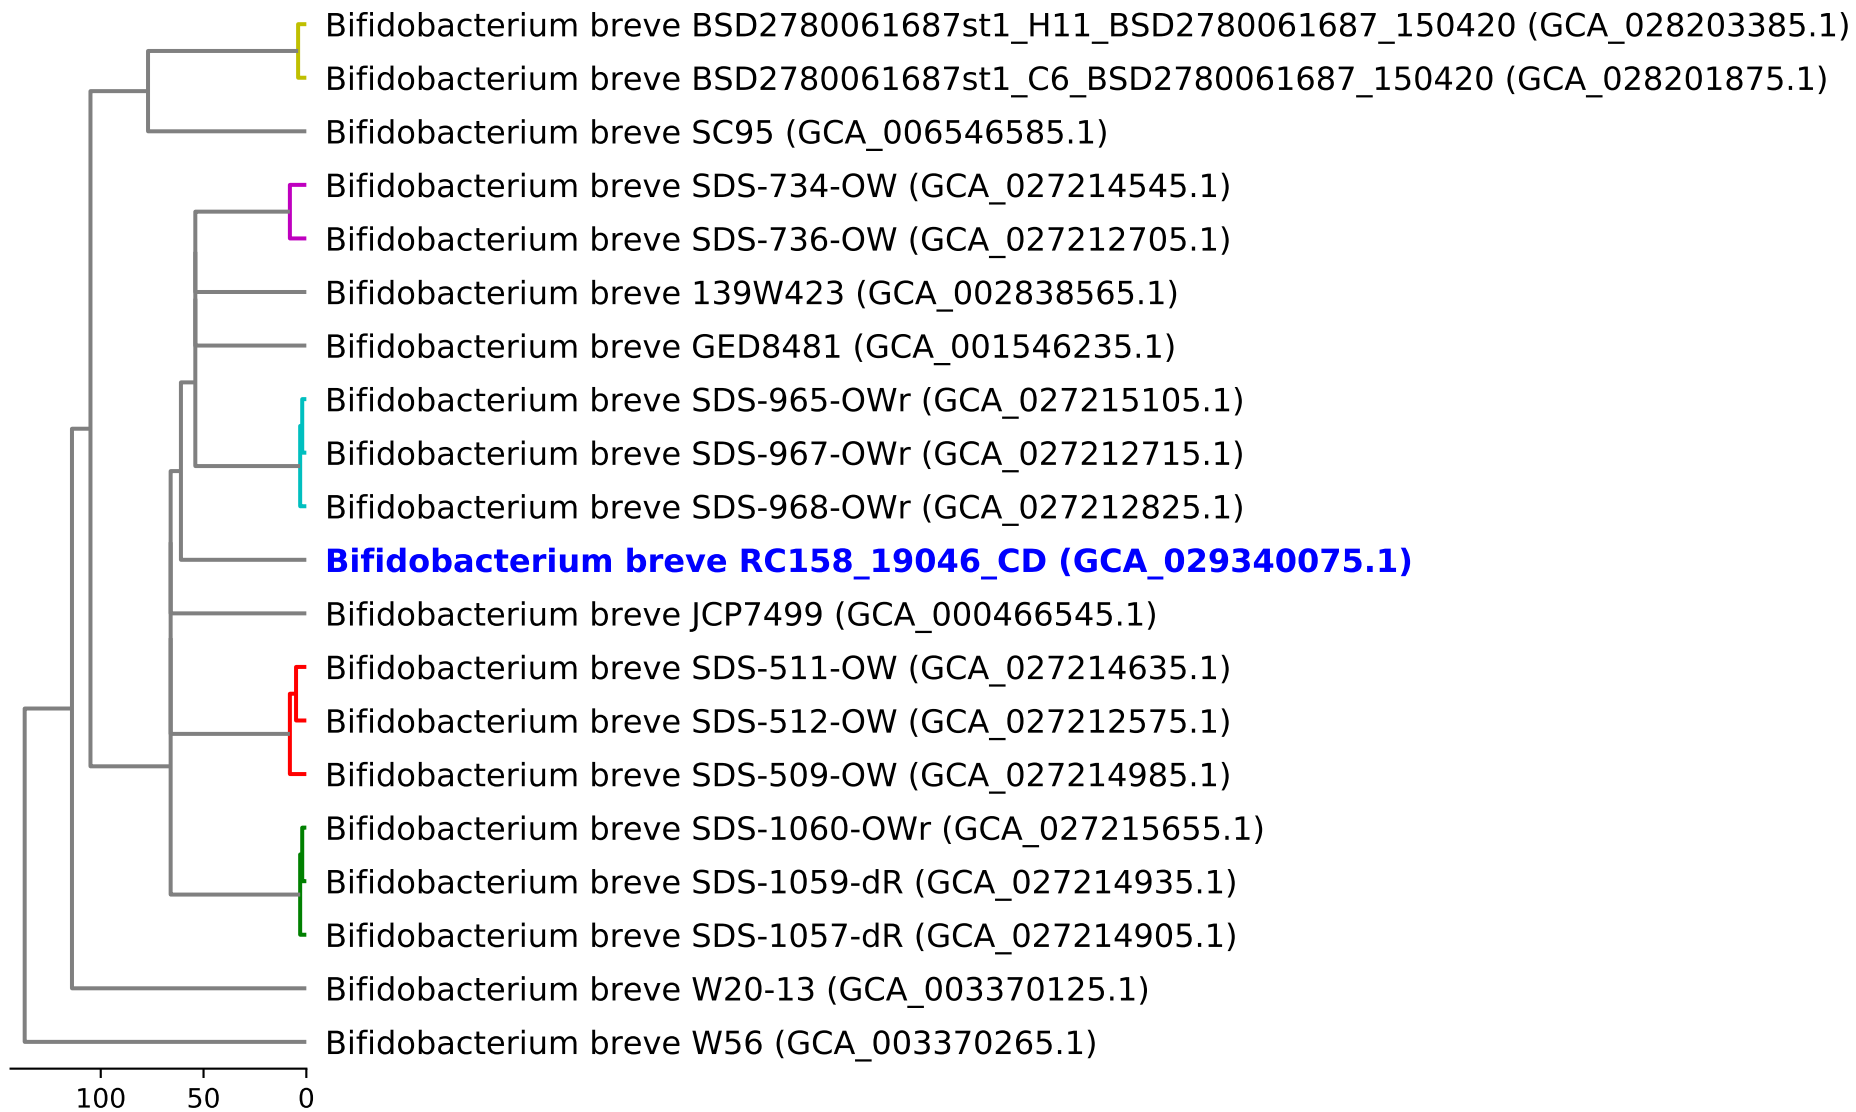 Bifidobacterium breve BSD2780061687st1_H11_BSD2780061687_150420 (GCA_028203385.1)
Bifidobacterium breve BSD2780061687st1_C6_BSD2780061687_150420 (GCA_028201875.1)
Bifidobacterium breve SC95 (GCA_006546585.1)
Bifidobacterium breve SDS-734-OW (GCA_027214545.1)
Bifidobacterium breve SDS-736-OW (GCA_027212705.1)
Bifidobacterium breve 139W423 (GCA_002838565.1)
Bifidobacterium breve GED8481 (GCA_001546235.1)
Bifidobacterium breve SDS-965-OWr (GCA_027215105.1)
Bifidobacterium breve SDS-967-OWr (GCA_027212715.1)
Bifidobacterium breve SDS-968-OWr (GCA_027212825.1)
Bifidobacterium breve RC158_19046_CD (GCA_029340075.1)
Bifidobacterium breve JCP7499 (GCA_000466545.1)
Bifidobacterium breve SDS-511-OW (GCA_027214635.1)
Bifidobacterium breve SDS-512-OW (GCA_027212575.1)
Bifidobacterium breve SDS-509-OW (GCA_027214985.1)
Bifidobacterium breve SDS-1060-OWr (GCA_027215655.1)
Bifidobacterium breve SDS-1059-dR (GCA_027214935.1)
Bifidobacterium breve SDS-1057-dR (GCA_027214905.1)
Bifidobacterium breve W20-13 (GCA_003370125.1)
Bifidobacterium breve W56 (GCA_003370265.1)
100 50 0